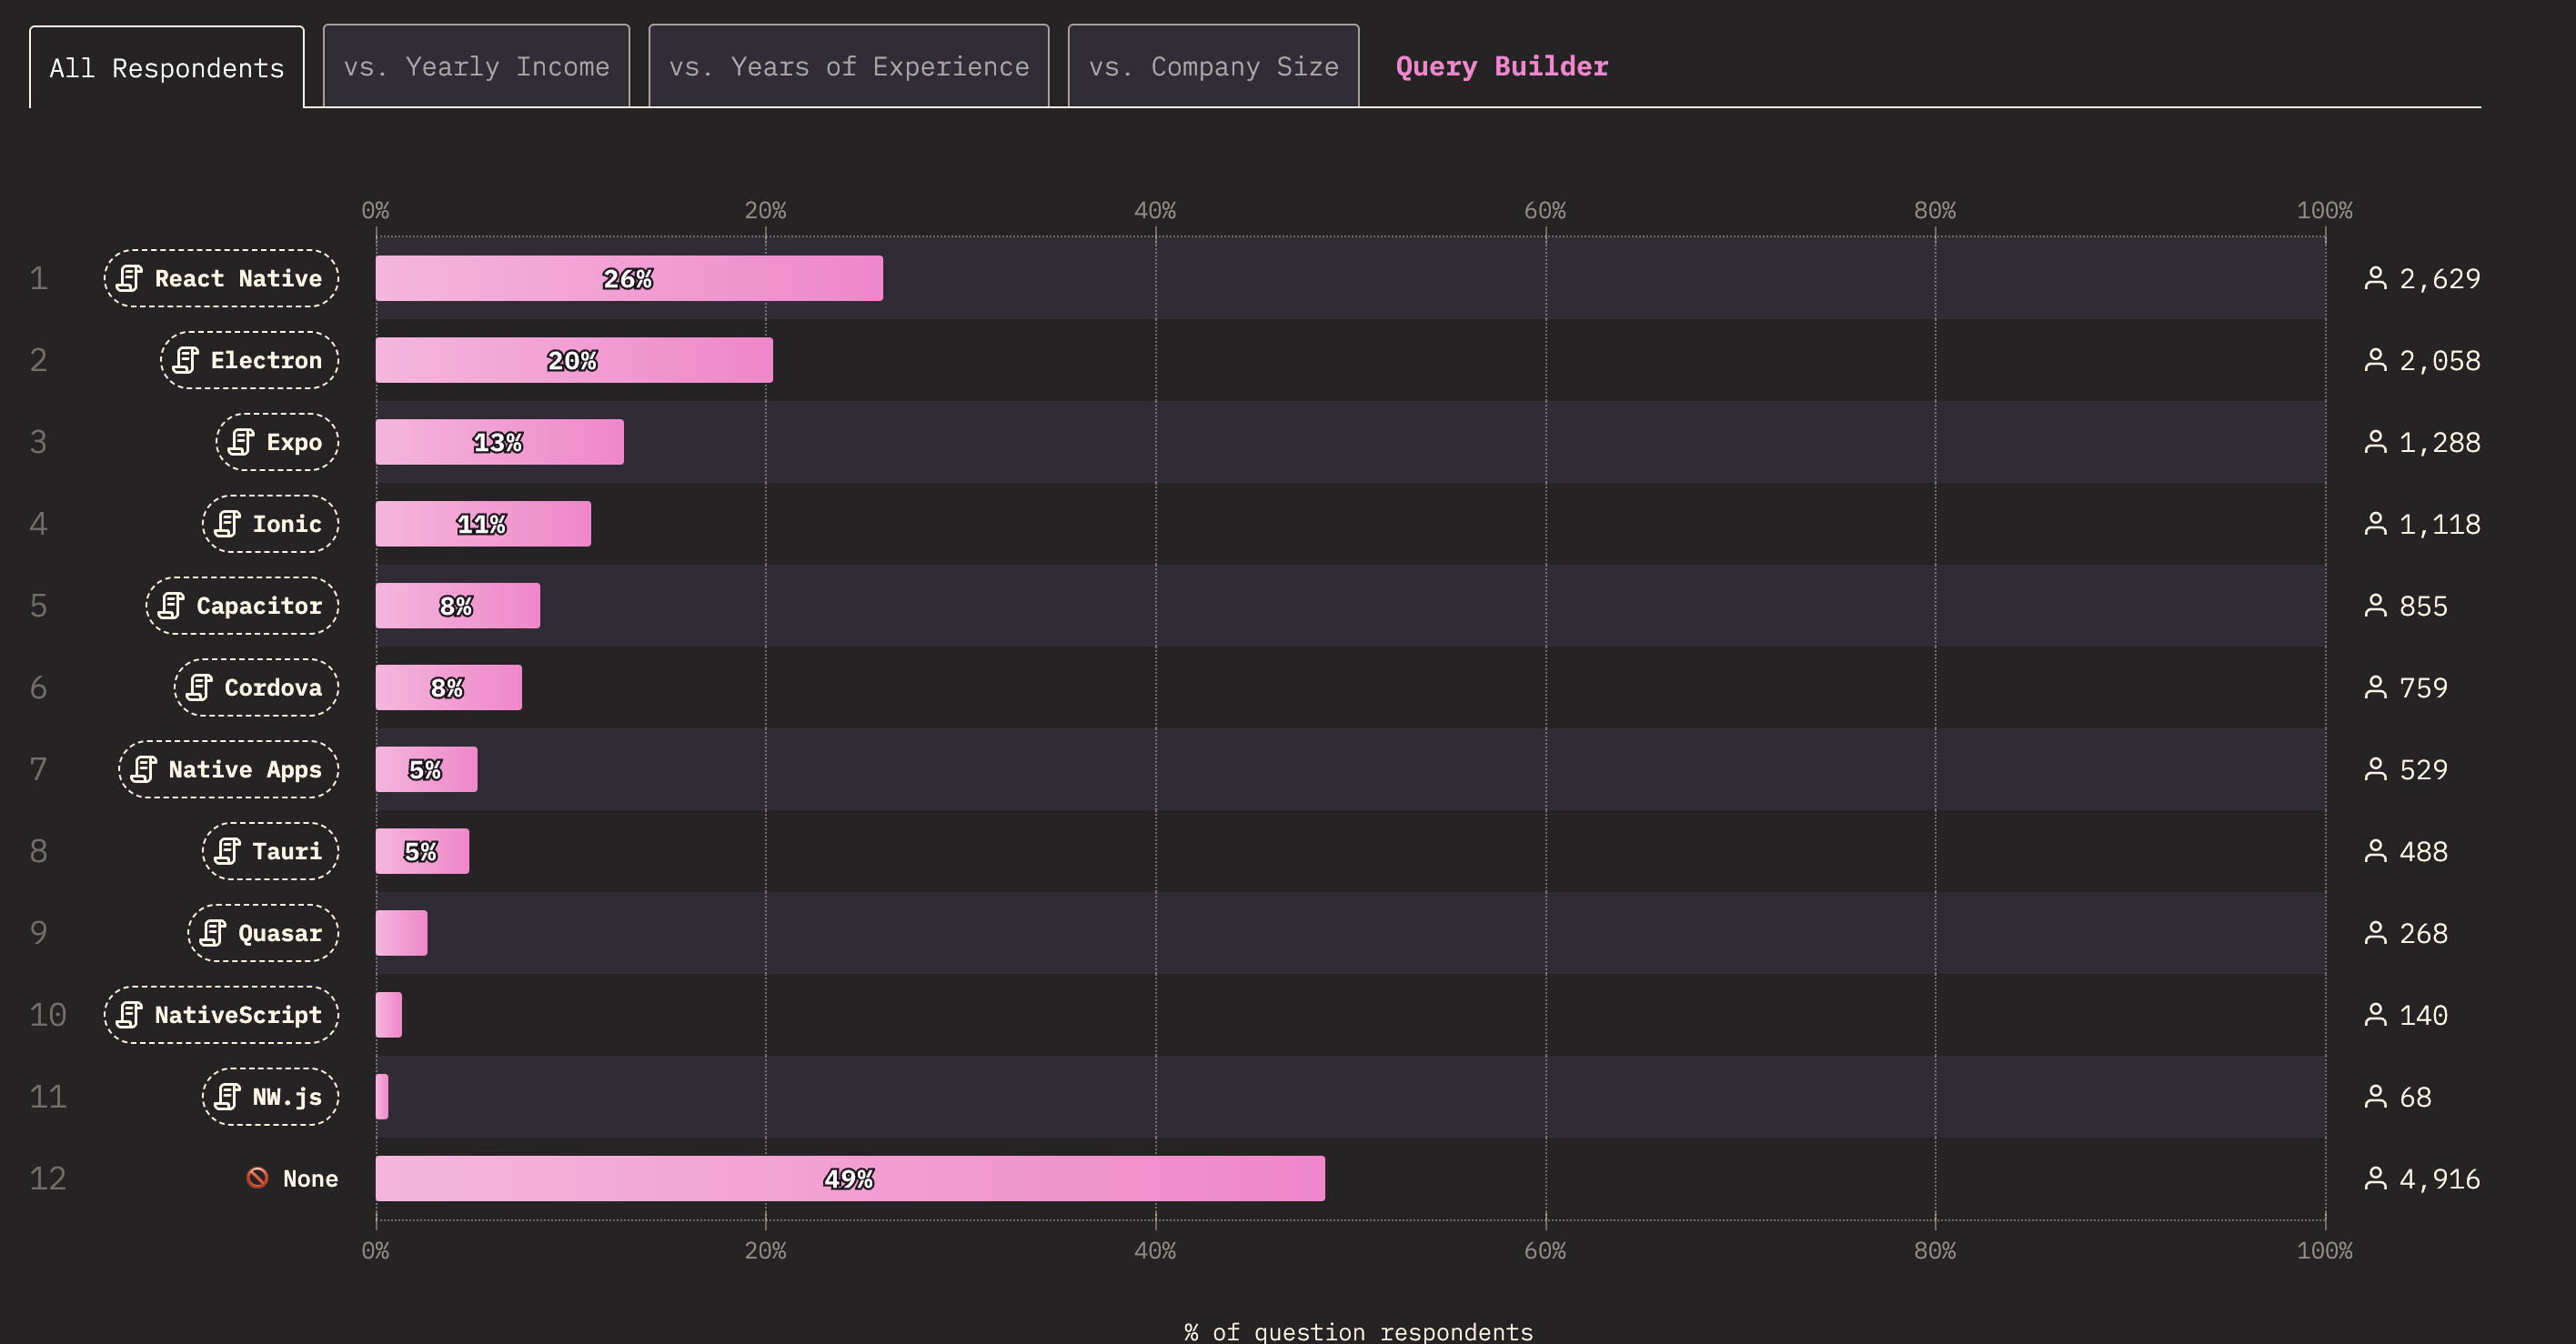 All Respondents vs. Yearly Income vs. Years of Experience vs. Company Size Query Builder
0% 20% 40% 60% 80% 100%
1 React Native 26% 2,629
2 Electron 20% 2,058
3 Expo 13% 1,288
4 Ionic 11% 1,118
5 Capacitor 8% 855
6 Cordova 8% 759
7 Native Apps 5% 529
8 Tauri 5% 488
9 Quasar 268
10 NativeScript 140
11 NW.js 68
12 None 49% 4,916
0% 20% 40% 60% 80% 100%
% of question respondents